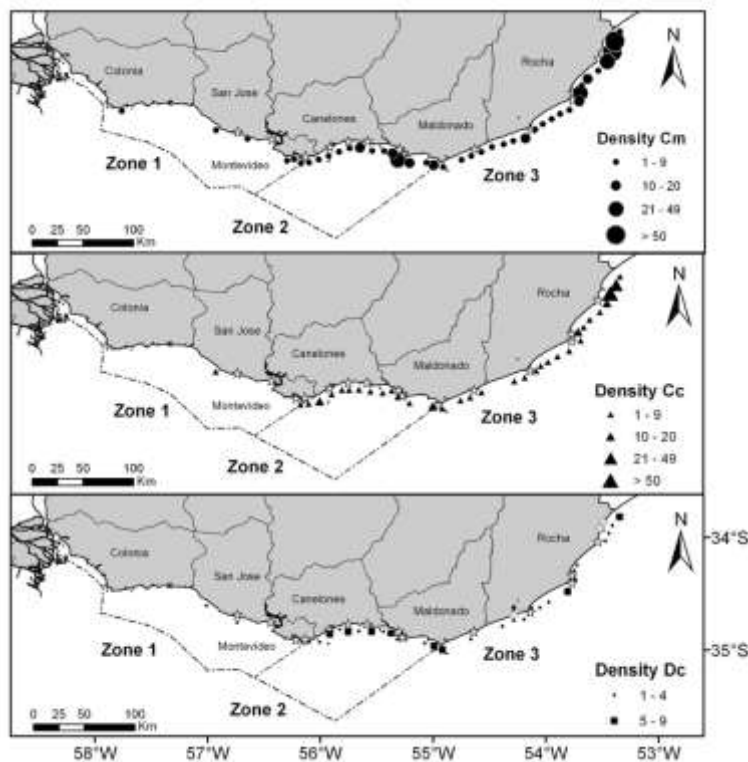 N
Rocha
Colonia
San Jose
Canelones
Maldonado
Montevideo
Zone 1
Zone 2
Zone 3
0 25 50 100
Km
Density Cm
1 - 9
10 - 20
21 - 49
> 50
N
Rocha
Colonia
San Jose
Canelones
Maldonado
Montevideo
Zone 1
Zone 2
Zone 3
0 25 50 100
Km
Density Cc
1 - 9
10 - 20
21 - 49
> 50
N
34°S
Rocha
Colonia
San Jose
Canelones
Maldonado
Montevideo
Zone 1
Zone 2
Zone 3
35°S
0 25 50 100
Km
Density Dc
1 - 4
5 - 9
58°W 57°W 56°W 55°W 54°W 53°W